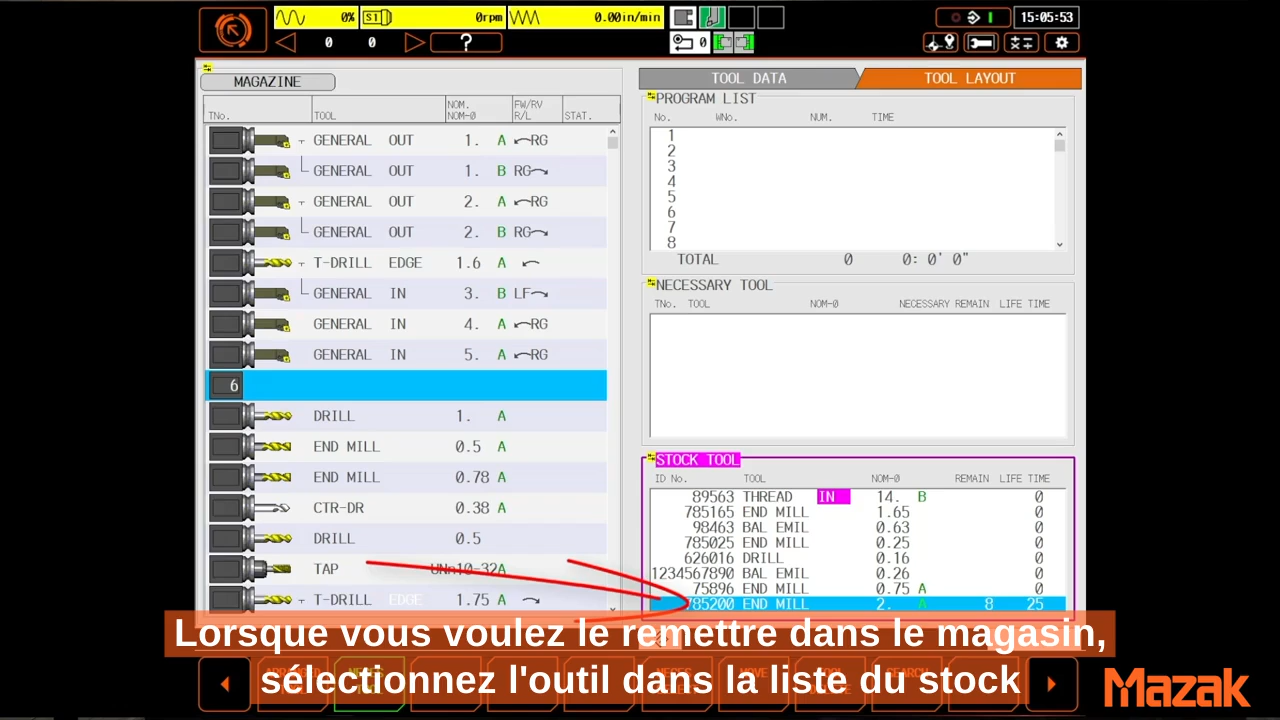 0% S1 0rpm 0.00in/min 15:05:53
0 0 ? 0
MAGAZINE
TNo. TOOL NOM. NOM-0 FW/RV R/L STAT.
GENERAL OUT 1. A RG
GENERAL OUT 1. B RG
GENERAL OUT 2. A RG
GENERAL OUT 2. B RG
T-DRILL EDGE 1.6 A
GENERAL IN 3. B LF
GENERAL IN 4. A RG
GENERAL IN 5. A RG
6
DRILL 1. A
END MILL 0.5 A
END MILL 0.78 A
CTR-DR 0.38 A
DRILL 0.5
TAP UNn10-32A
T-DRILL EDGE 1.75 A
TOOL DATA TOOL LAYOUT
PROGRAM LIST
No. WNo. NUM. TIME
1
2
3
4
5
6
7
8
TOTAL 0 0: 0' 0"
NECESSARY TOOL
TNo. TOOL NOM-0 NECESSARY REMAIN LIFE TIME
STOCK TOOL
ID No. TOOL NOM-0 REMAIN LIFE TIME
89563 THREAD IN 14. B 0
785165 END MILL 1.65 0
98463 BAL EMIL 0.63 0
785025 END MILL 0.25 0
626016 DRILL 0.16 0
1234567890 BAL EMIL 0.26 0
75896 END MILL 0.75 A 0
785200 END MILL 2. A 8 25
Lorsque vous voulez le remettre dans le magasin,
sélectionnez l'outil dans la liste du stock
Mazak